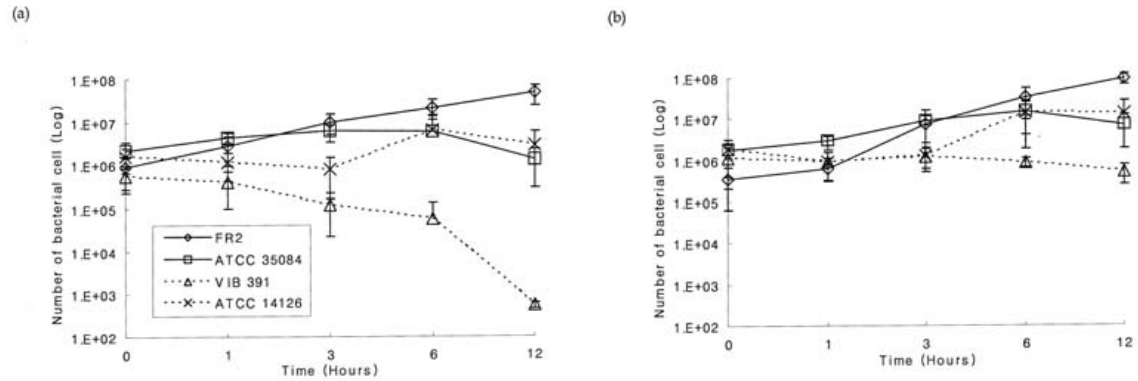 (a)
(b)
Number of bacterial cell (Log)
1.E+08
1.E+07
1.E+06
1.E+05
1.E+04
1.E+03
1.E+02
FR2
ATCC 35084
VIB 391
ATCC 14126
0 1 3 6 12
Time (Hours)
Number of bacterial cell (Log)
1.E+08
1.E+07
1.E+06
1.E+05
1.E+04
1.E+03
1.E+02
0 1 3 6 12
Time (Hours)